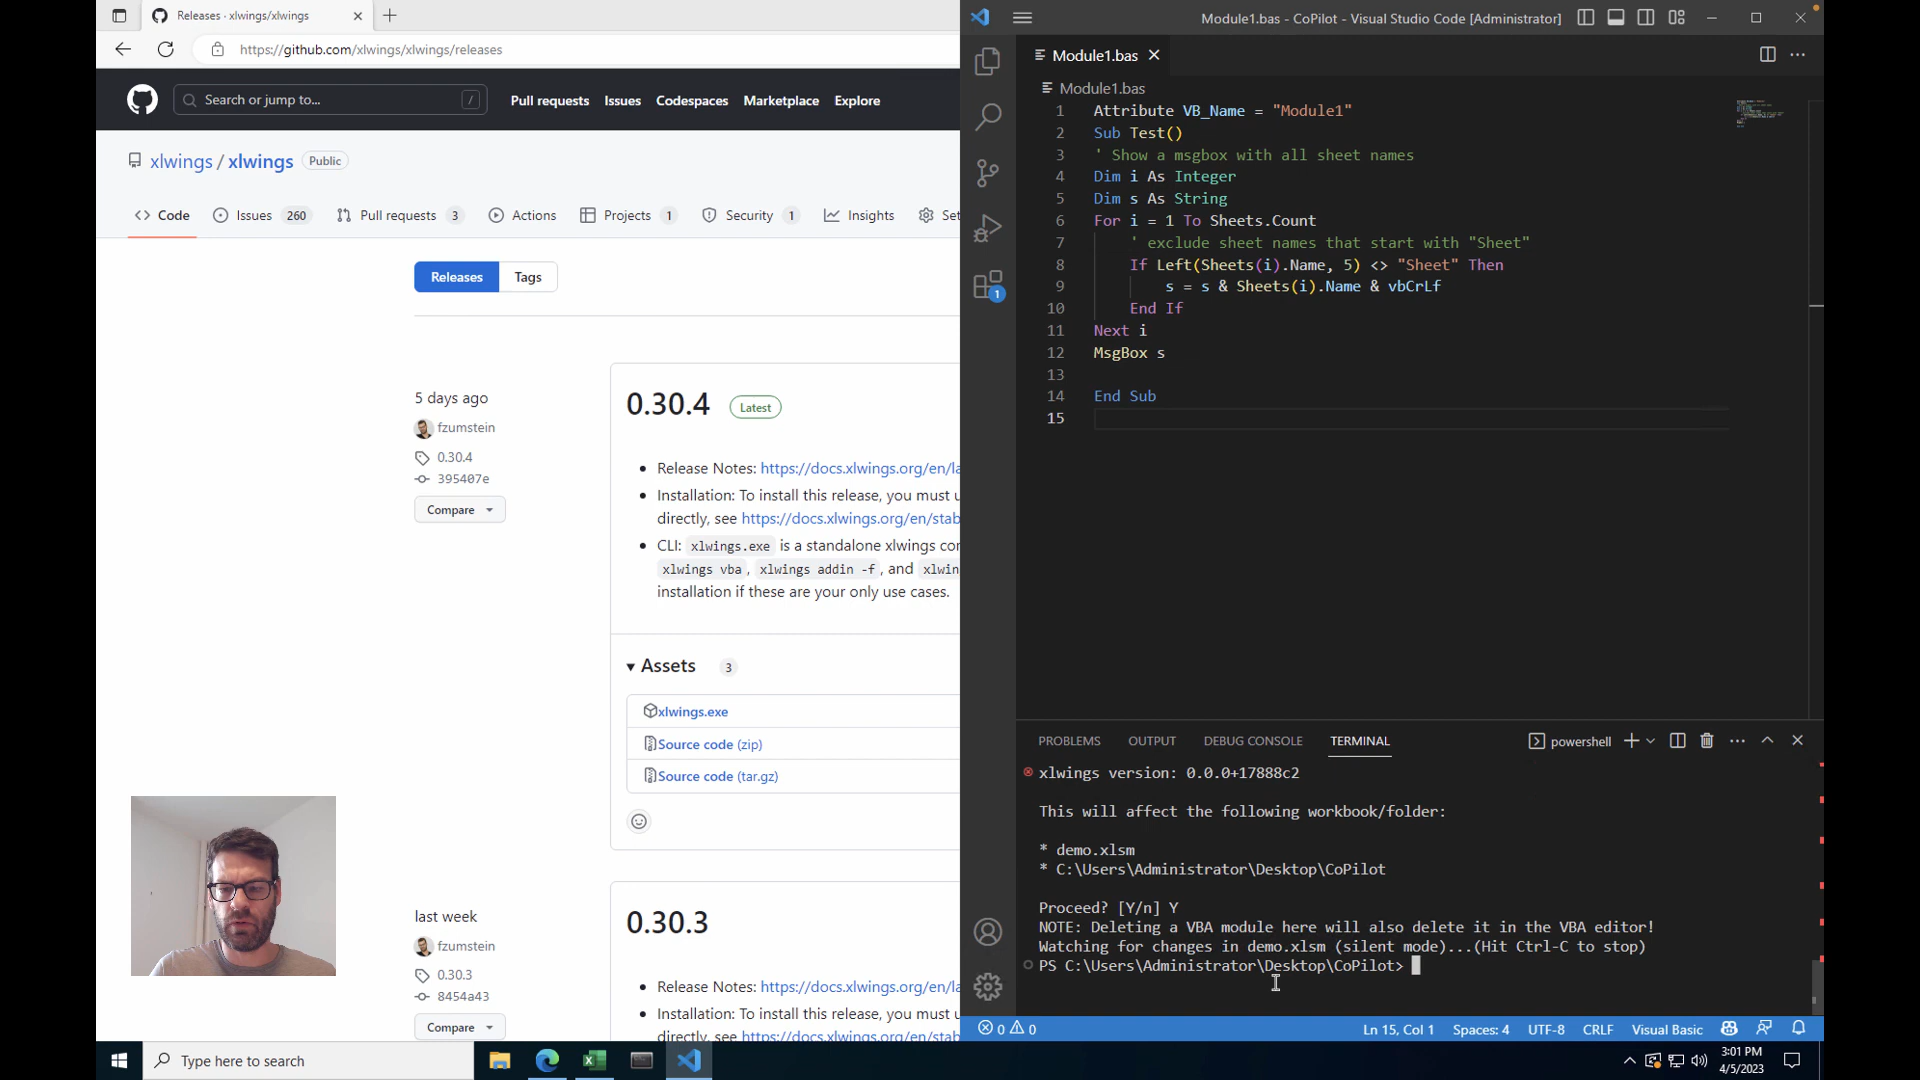 Releases · xlwings/xlwings
https://github.com/xlwings/xlwings/releases
Search or jump to... /
Pull requests Issues Codespaces Marketplace Explore
xlwings / xlwings Public
Code Issues 260 Pull requests 3 Actions Projects 1 Security 1 Insights Set
Releases Tags
5 days ago
fzumstein
0.30.4
395407e
Compare
0.30.4 Latest
Release Notes: https://docs.xlwings.org/en/la
Installation: To install this release, you must u
directly, see https://docs.xlwings.org/en/stab
CLI: xlwings.exe is a standalone xlwings con
xlwings vba, xlwings addin -f, and xlwin
installation if these are your only use cases.
Assets 3
xlwings.exe
Source code (zip)
Source code (tar.gz)
last week
fzumstein
0.30.3
8454a43
Compare
0.30.3
Release Notes: https://docs.xlwings.org/en/la
Installation: To install this release, you must u
directly, see https://docs.xlwings.org/en/stab
Module1.bas - CoPilot - Visual Studio Code [Administrator]
Module1.bas
Module1.bas
1 Attribute VB_Name = "Module1"
2 Sub Test()
3 ' Show a msgbox with all sheet names
4 Dim i As Integer
5 Dim s As String
6 For i = 1 To Sheets.Count
7 ' exclude sheet names that start with "Sheet"
8 If Left(Sheets(i).Name, 5) <> "Sheet" Then
9 s = s & Sheets(i).Name & vbCrLf
10 End If
11 Next i
12 MsgBox s
13
14 End Sub
15
1
PROBLEMS OUTPUT DEBUG CONSOLE TERMINAL powershell
xlwings version: 0.0.0+17888c2
This will affect the following workbook/folder:
* demo.xlsm
* C:\Users\Administrator\Desktop\CoPilot
Proceed? [Y/n] Y
NOTE: Deleting a VBA module here will also delete it in the VBA editor!
Watching for changes in demo.xlsm (silent mode)...(Hit Ctrl-C to stop)
PS C:\Users\Administrator\Desktop\CoPilot>
0 0 Ln 15, Col 1 Spaces: 4 UTF-8 CRLF Visual Basic
Type here to search
3:01 PM
4/5/2023